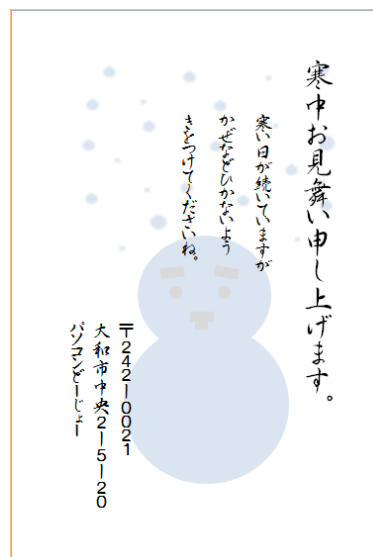 寒中お見舞い申し上げます。
寒い日が続いていますが
かぜなどひかないよう
きをつけてくださいね。
〒242-0021
大和市中央2-5-20
パソコンどーじょー